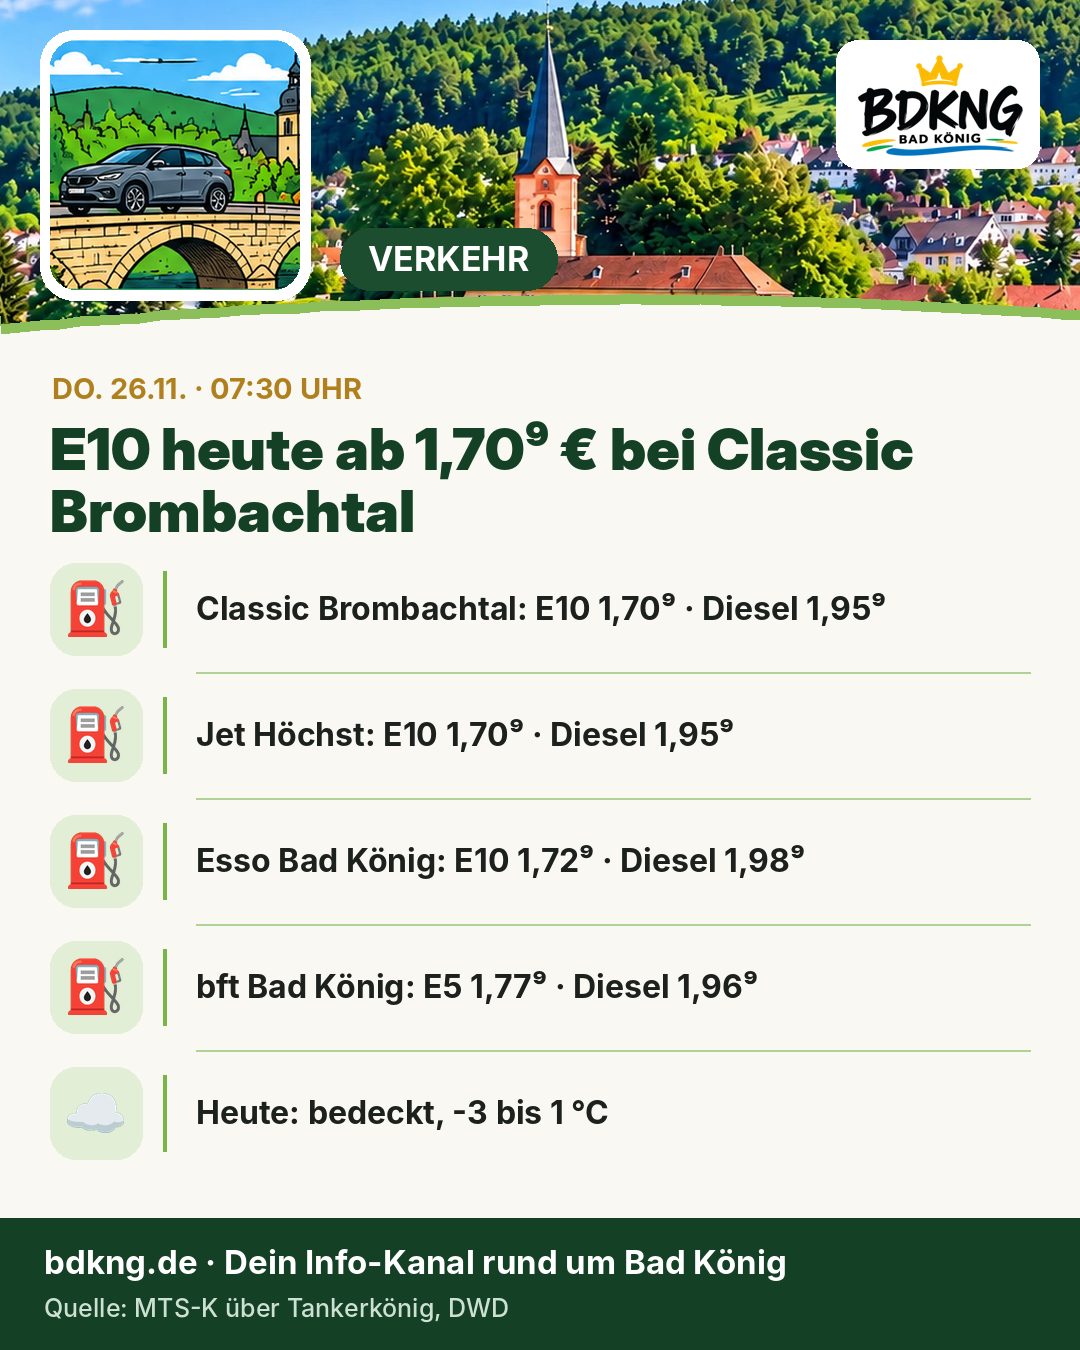 BDKNG
BAD KÖNIG
VERKEHR
DO. 26.11. · 07:30 UHR
E10 heute ab 1,70⁹ € bei Classic
Brombachtal
Classic Brombachtal: E10 1,70⁹ · Diesel 1,95⁹
Jet Höchst: E10 1,70⁹ · Diesel 1,95⁹
Esso Bad König: E10 1,72⁹ · Diesel 1,98⁹
bft Bad König: E5 1,77⁹ · Diesel 1,96⁹
Heute: bedeckt, -3 bis 1 °C
bdkng.de · Dein Info-Kanal rund um Bad König
Quelle: MTS-K über Tankerkönig, DWD